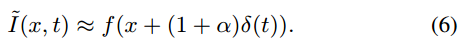 Ĩ(x, t) ≈ f(x + (1 + α)δ(t)). (6)